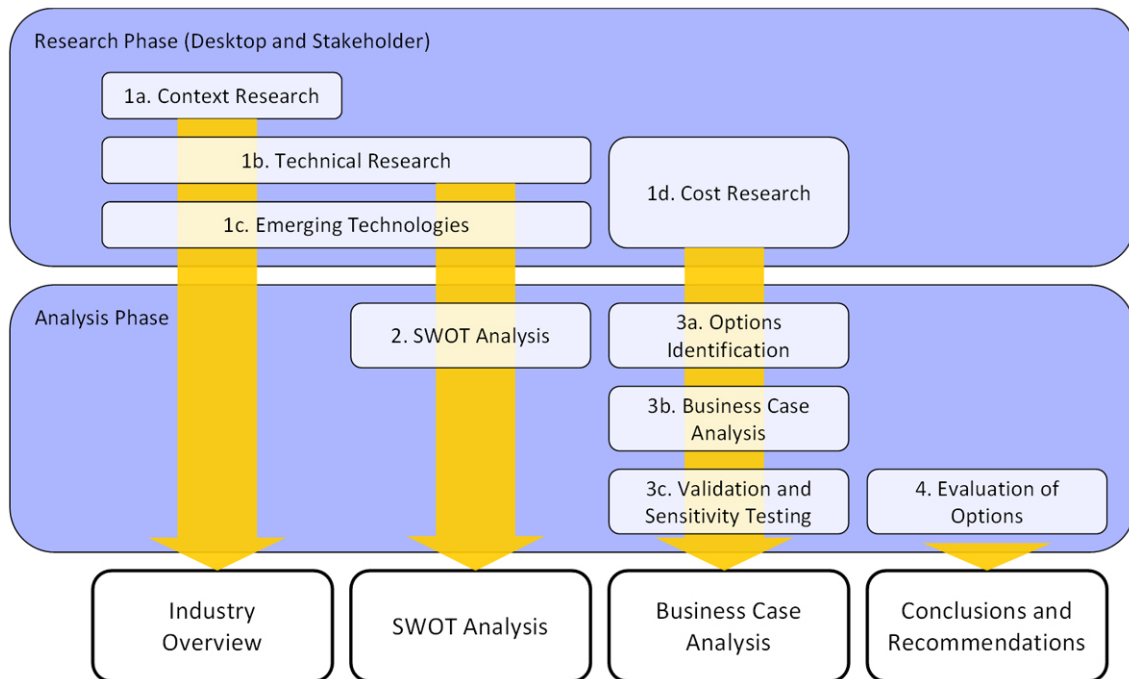 Research Phase (Desktop and Stakeholder)
1a. Context Research
1b. Technical Research
1c. Emerging Technologies
1d. Cost Research
Analysis Phase
2. SWOT Analysis
3a. Options
Identification
3b. Business Case
Analysis
3c. Validation and
Sensitivity Testing
4. Evaluation of
Options
Industry
Overview
SWOT Analysis
Business Case
Analysis
Conclusions and
Recommendations